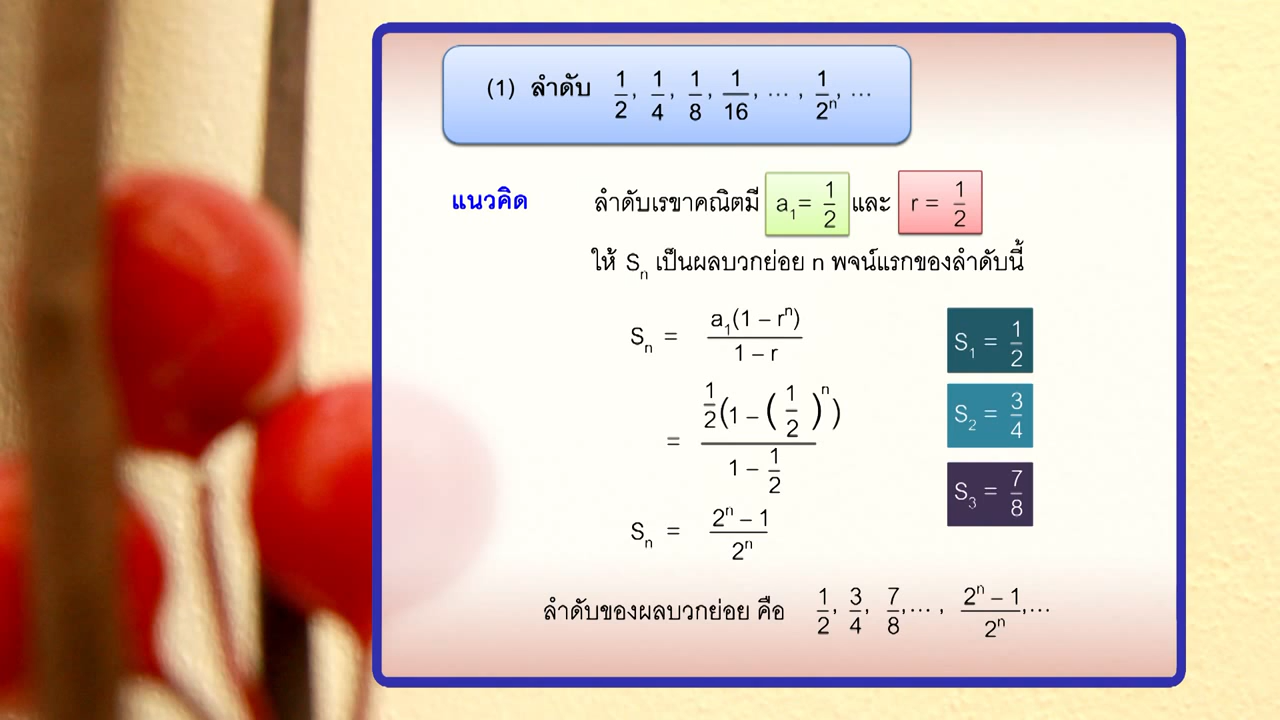 (1) ลำดับ 1/2, 1/4, 1/8, 1/16, ... , 1/2ⁿ, ...
แนวคิด ลำดับเรขาคณิตมี a₁= 1/2 และ r = 1/2
ให้ Sₙ เป็นผลบวกย่อย n พจน์แรกของลำดับนี้
Sₙ = a₁(1 – rⁿ) / 1 – r
S₁ = 1/2
= 1/2(1 – (1/2)ⁿ) / 1 – 1/2
S₂ = 3/4
S₃ = 7/8
Sₙ = 2ⁿ – 1 / 2ⁿ
ลำดับของผลบวกย่อย คือ 1/2, 3/4, 7/8,... , 2ⁿ – 1 / 2ⁿ,...